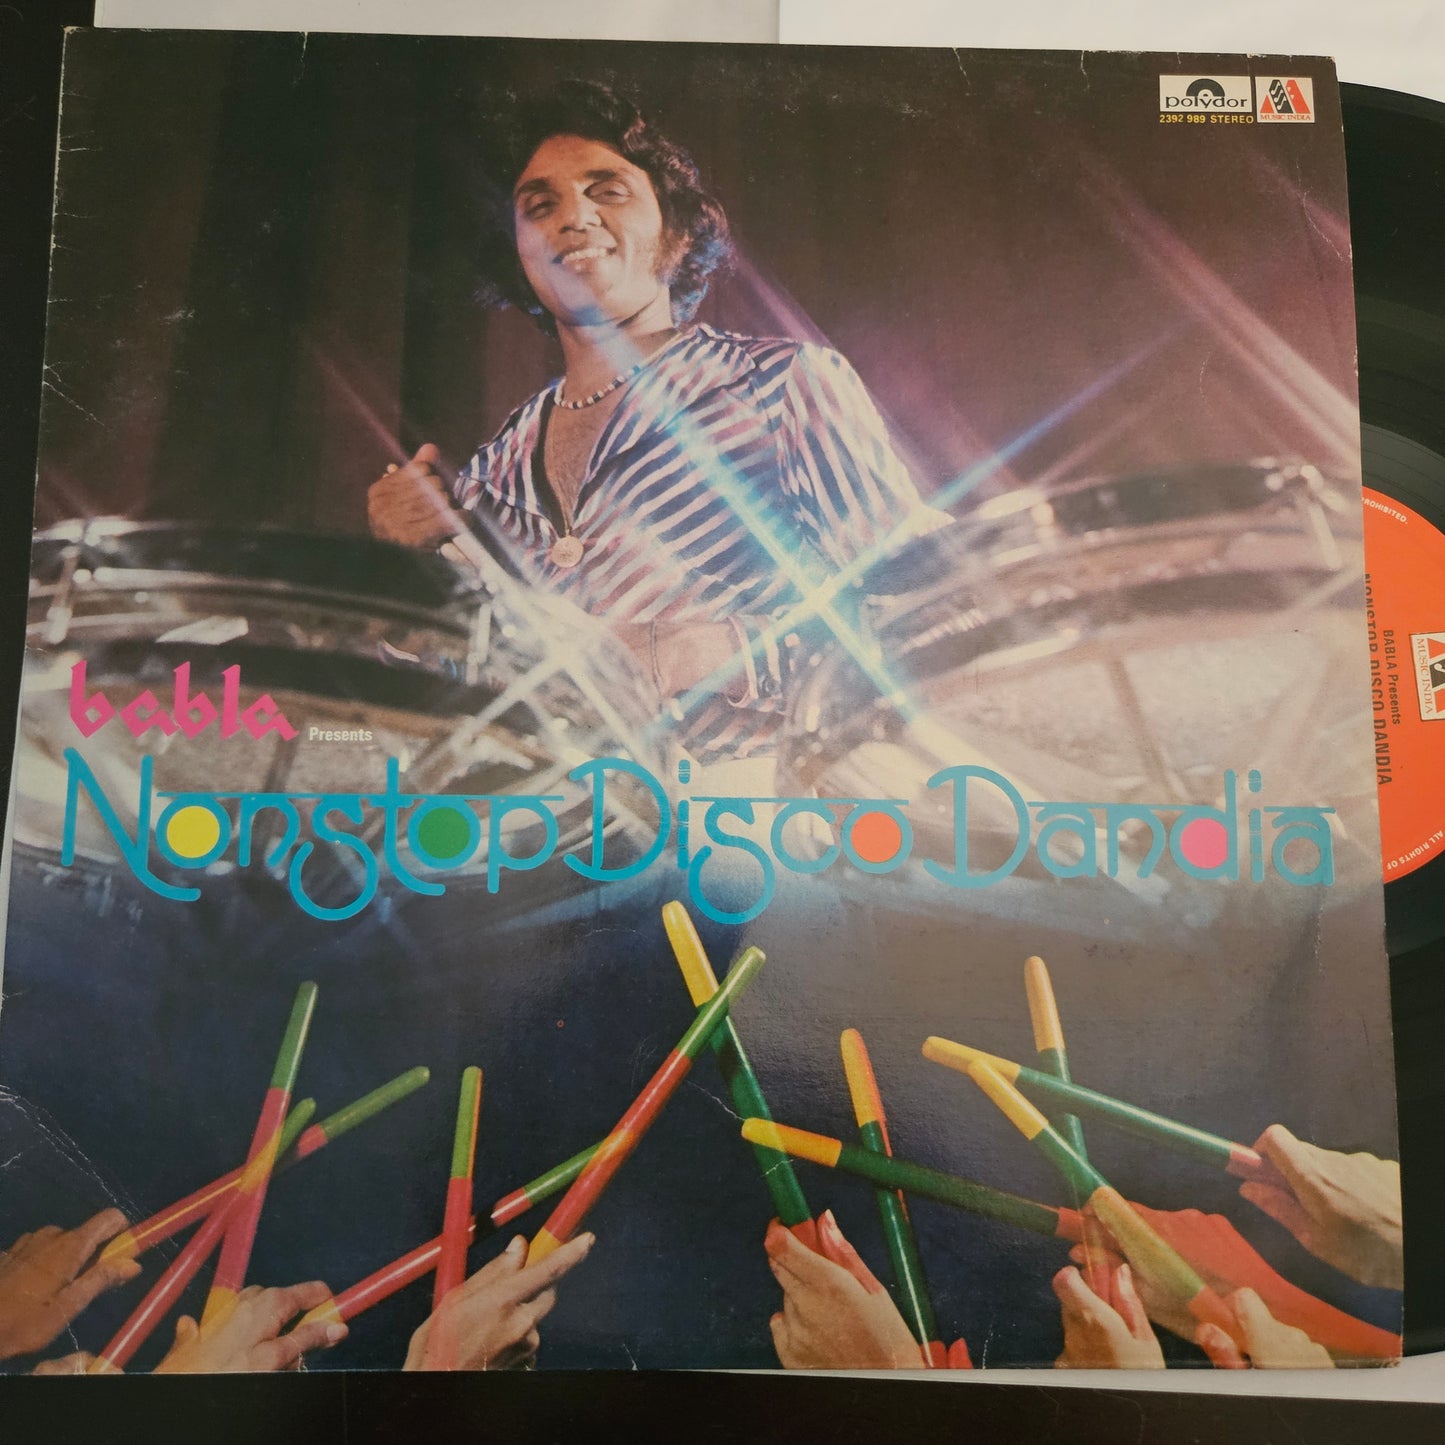 polydor
2392 989 STEREO
MUSIC INDIA
babla Presents
Nonstop Disco Dandia
PROHIBITED.
BABLA Presents
NONSTOP DISCO DANDIA
MUSIC INDIA
ALL RIGHTS OF